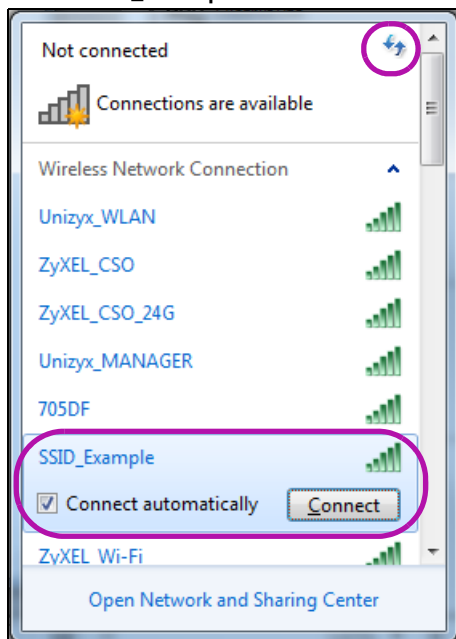 Not connected
Connections are available
Wireless Network Connection
Unizyx_WLAN
ZyXEL_CSO
ZyXEL_CSO_24G
Unizyx_MANAGER
705DF
SSID_Example
Connect automatically Connect
ZyXEL_Wi-Fi
Open Network and Sharing Center